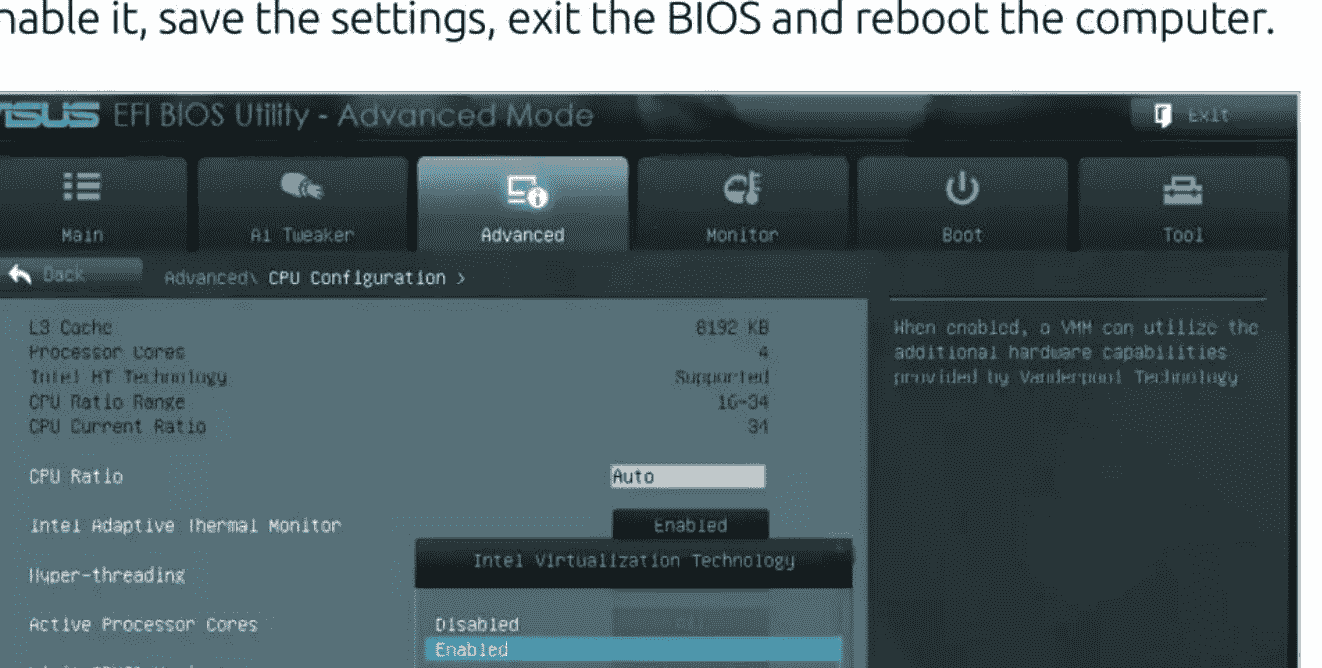 nable it, save the settings, exit the BIOS and reboot the computer.
ASUS EFI BIOS Utility - Advanced Mode
Exit
Main
Ai Tweaker
Advanced
Monitor
Boot
Tool
Back
Advanced\ CPU Configuration >
L3 Cache 8192 KB
Processor Cores 4
Intel HT Technology Supported
CPU Ratio Range 16-34
CPU Current Ratio 34
CPU Ratio Auto
Intel Adaptive Thermal Monitor Enabled
Hyper-threading
Active Processor Cores
Intel Virtualization Technology
Disabled
Enabled
When enabled, a VMM can utilize the
additional hardware capabilities
provided by Vanderpool Technology